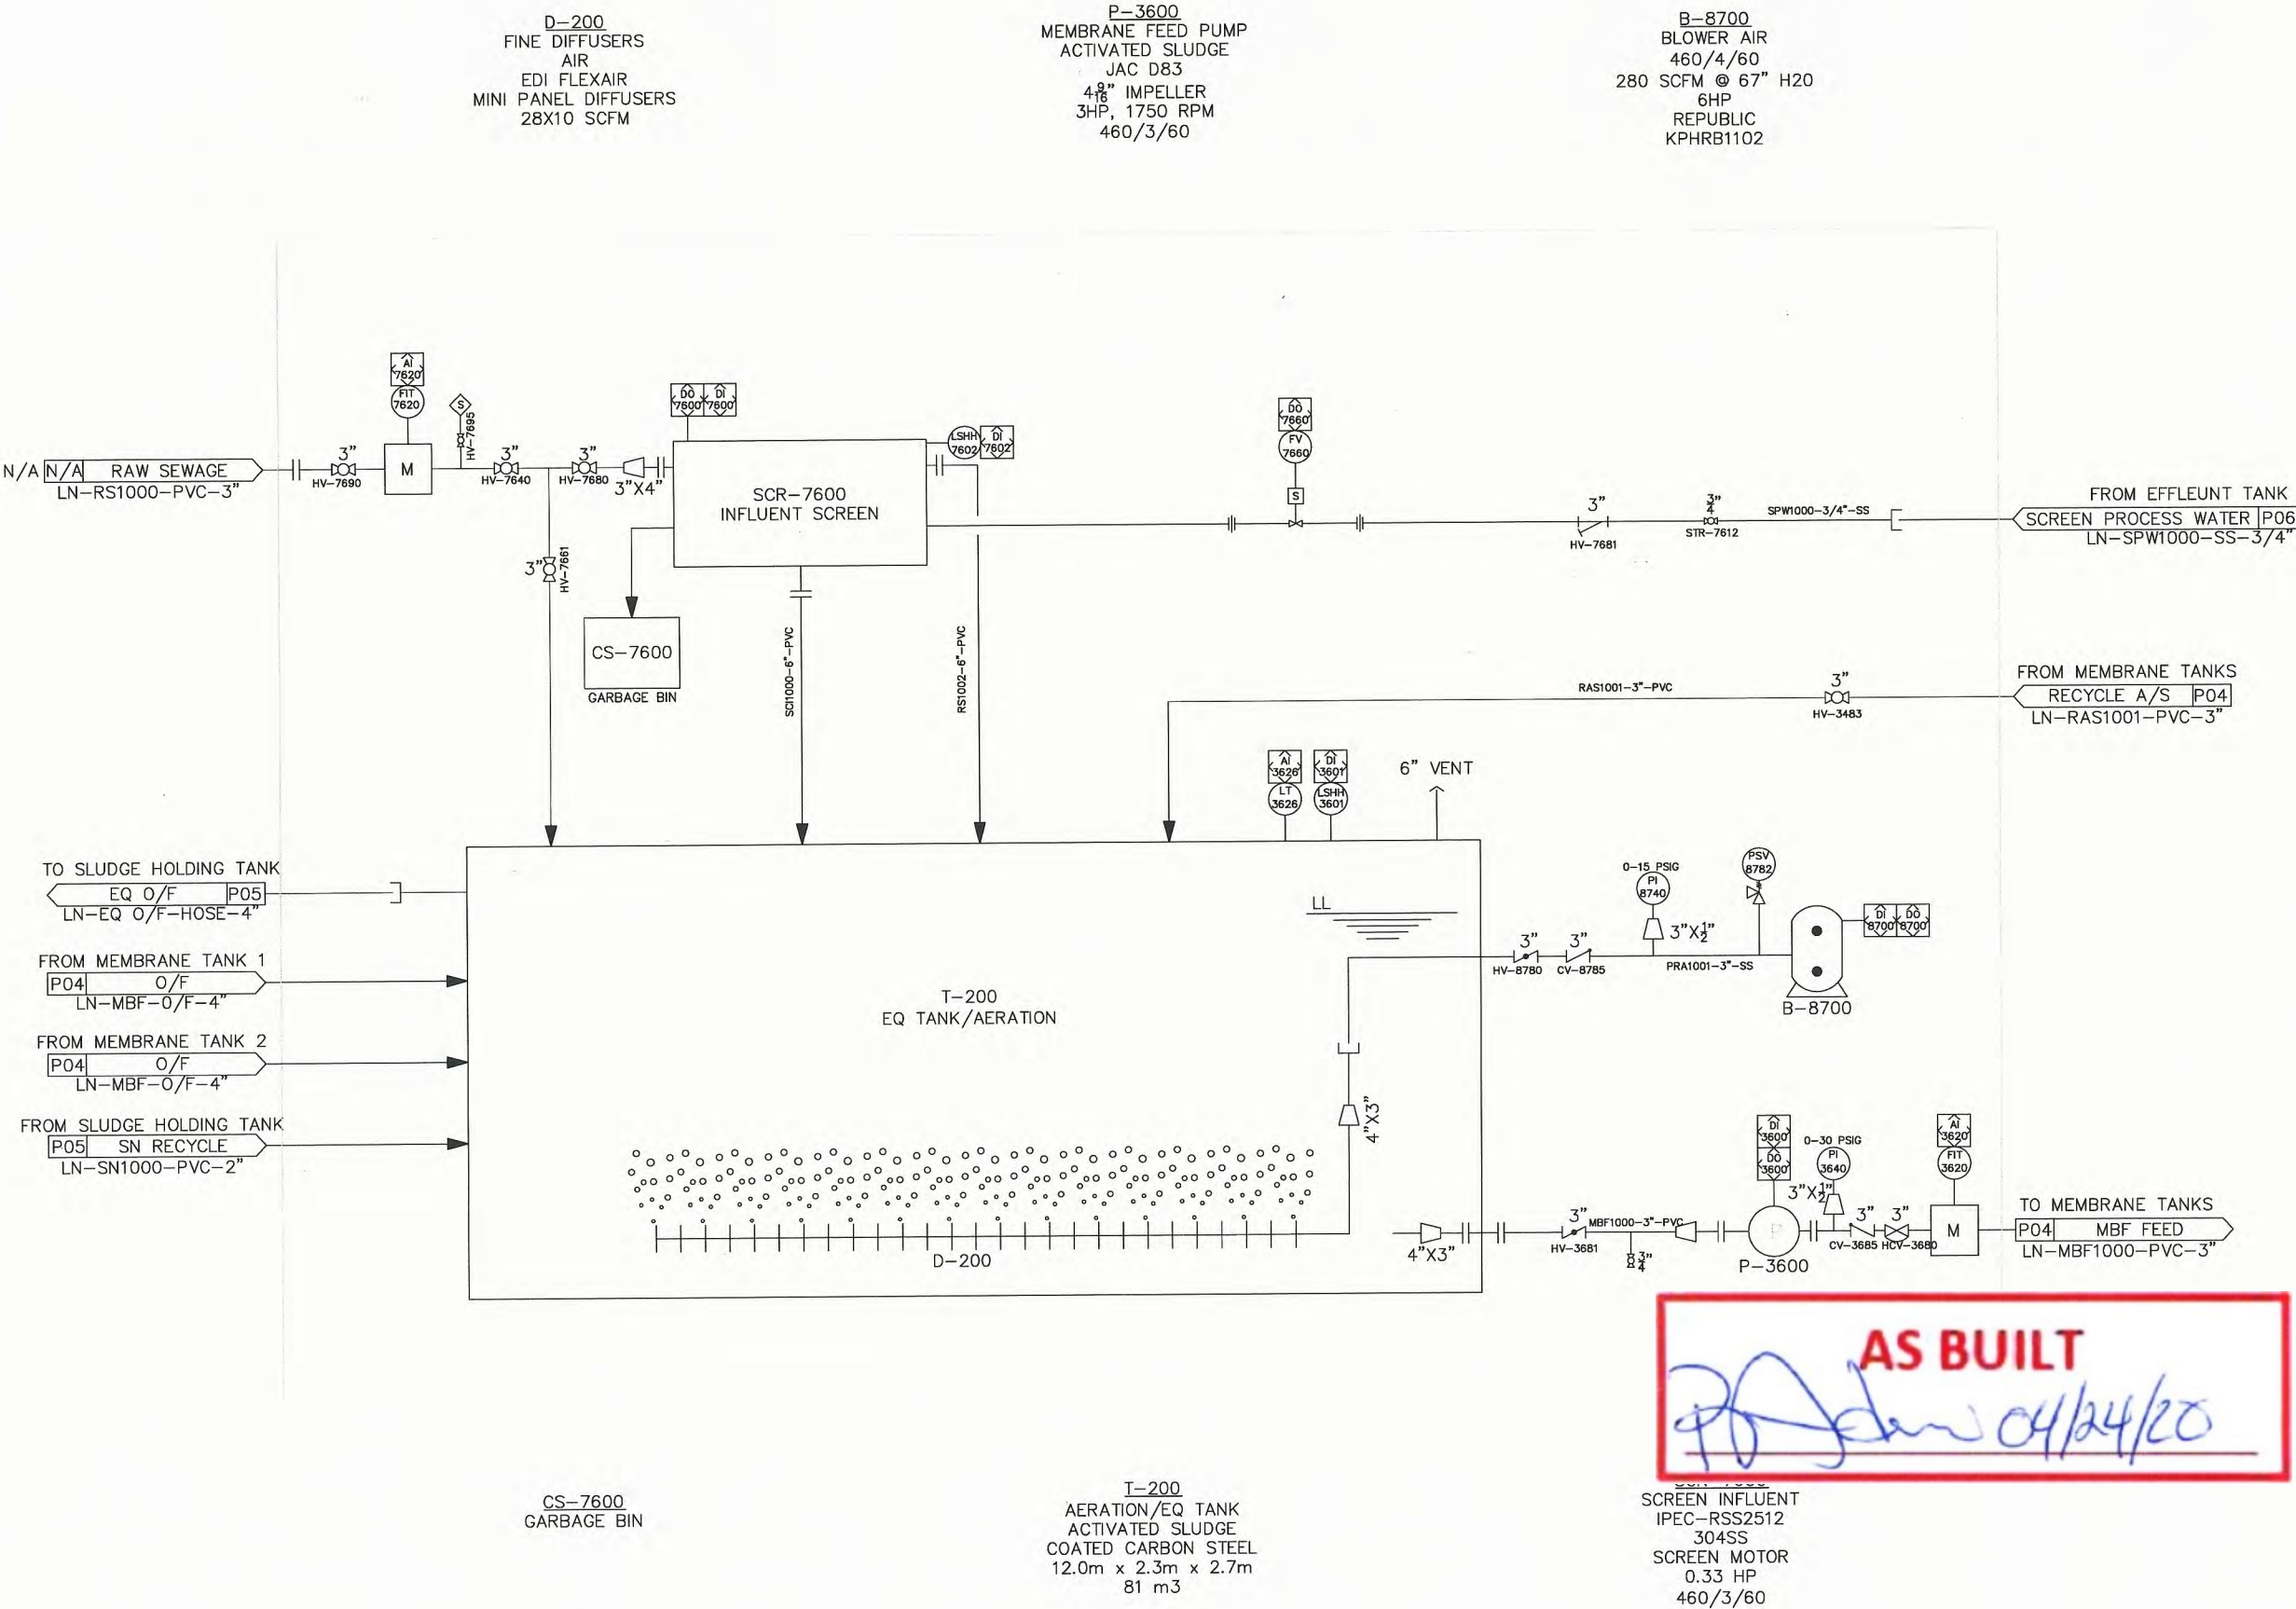 D-200
FINE DIFFUSERS
AIR
EDI FLEXAIR
MINI PANEL DIFFUSERS
28X10 SCFM
P-3600
MEMBRANE FEED PUMP
ACTIVATED SLUDGE
JAC D83
4 9/16" IMPELLER
3HP, 1750 RPM
460/3/60
B-8700
BLOWER AIR
460/4/60
280 SCFM @ 67" H20
6HP
REPUBLIC
KPHRB1102
AI
7620
FIT
7620
S
HV-7695
N/A N/A RAW SEWAGE
LN-RS1000-PVC-3"
3"
HV-7690
M
3"
HV-7640
3"
HV-7680
3"X4"
3"
HV-7661
DO
7600
DI
7600
SCR-7600
INFLUENT SCREEN
LSHH
7602
DI
7602
CS-7600
GARBAGE BIN
SCI1000-6"-PVC
RS1002-6"-PVC
DO
7660
FV
7660
S
3"
HV-7681
3/4"
STR-7612
SPW1000-3/4"-SS
FROM EFFLEUNT TANK
SCREEN PROCESS WATER P06
LN-SPW1000-SS-3/4"
RAS1001-3"-PVC
3"
HV-3483
FROM MEMBRANE TANKS
RECYCLE A/S P04
LN-RAS1001-PVC-3"
AI
3626
LT
3626
DI
3601
LSHH
3601
6" VENT
TO SLUDGE HOLDING TANK
EQ O/F P05
LN-EQ O/F-HOSE-4"
FROM MEMBRANE TANK 1
P04 O/F
LN-MBF-O/F-4"
FROM MEMBRANE TANK 2
P04 O/F
LN-MBF-O/F-4"
FROM SLUDGE HOLDING TANK
P05 SN RECYCLE
LN-SN1000-PVC-2"
LL
T-200
EQ TANK/AERATION
4"X3"
D-200
3"
HV-8780
3"
CV-8785
0-15 PSIG
PI
8740
3"X1/2"
PRA1001-3"-SS
PSV
8782
B-8700
DI
8700
DO
8700
4"X3"
3"
HV-3681
MBF1000-3"-PVC
3/4"
P
P-3600
DI
3600
DO
3600
0-30 PSIG
PI
3640
3"X1/2"
3"
CV-3685
3"
HCV-3680
AI
3620
FIT
3620
M
TO MEMBRANE TANKS
P04 MBF FEED
LN-MBF1000-PVC-3"
AS BUILT
04/24/20
CS-7600
GARBAGE BIN
T-200
AERATION/EQ TANK
ACTIVATED SLUDGE
COATED CARBON STEEL
12.0m x 2.3m x 2.7m
81 m3
SCREEN INFLUENT
IPEC-RSS2512
304SS
SCREEN MOTOR
0.33 HP
460/3/60